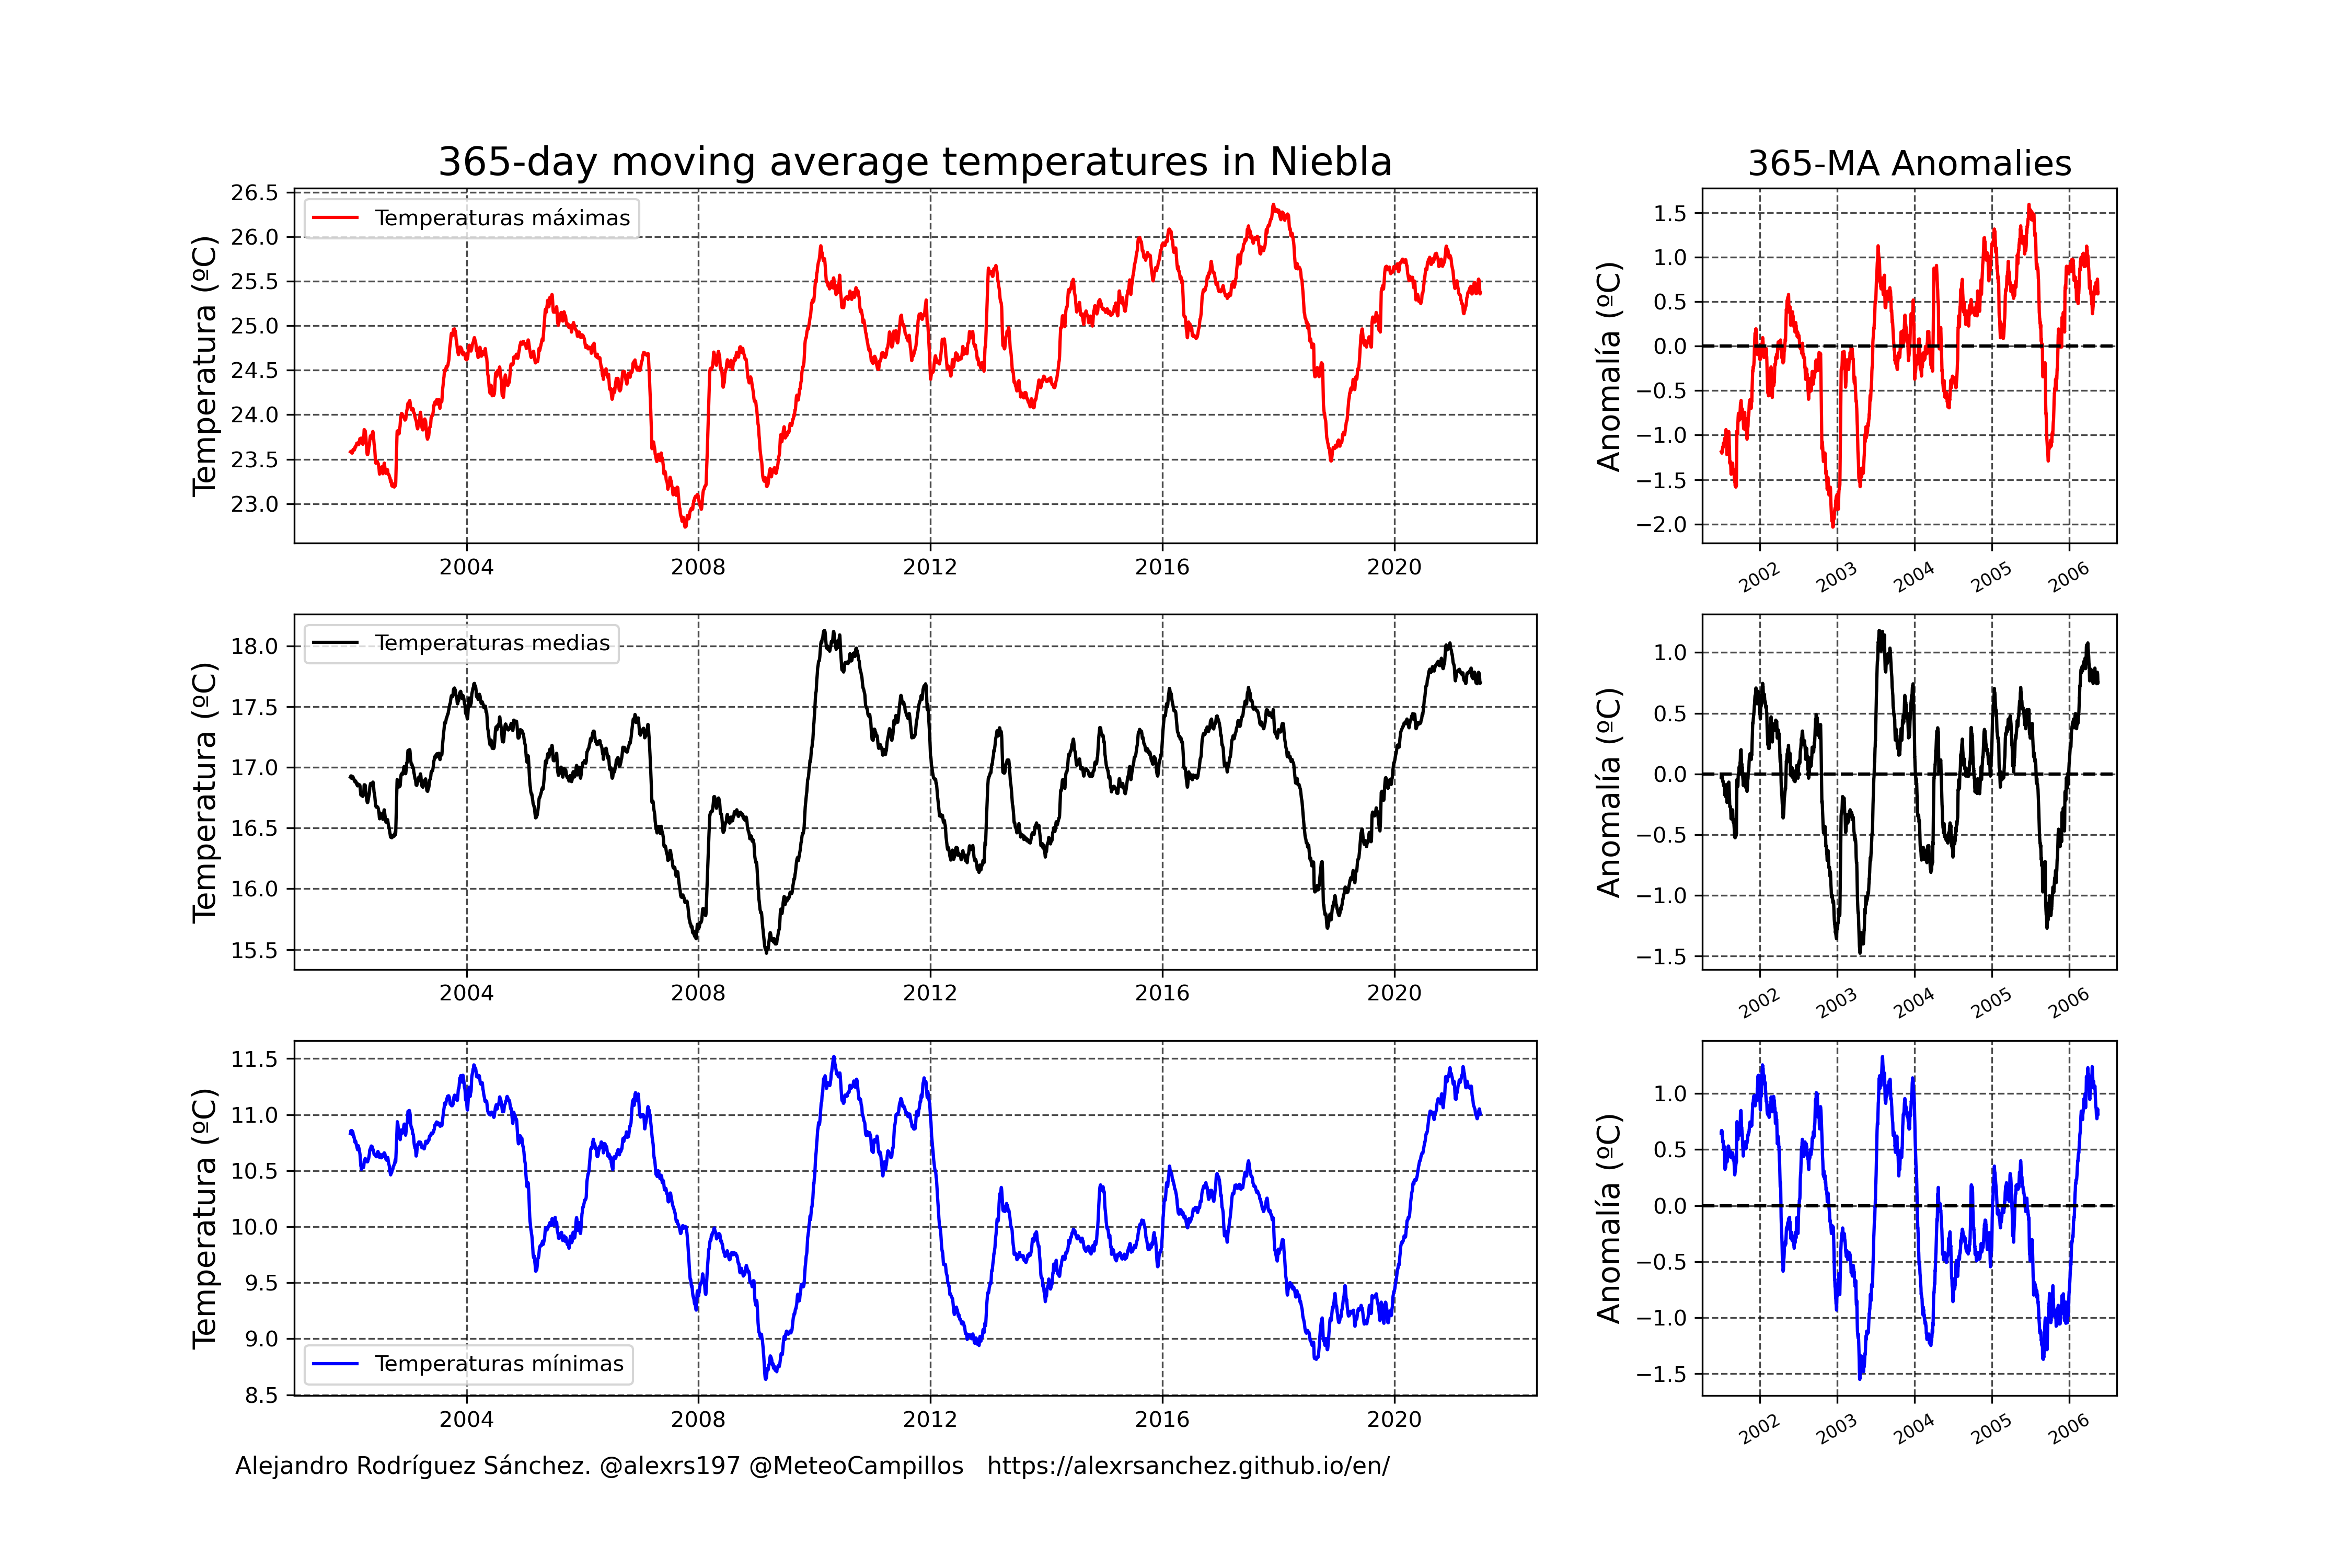 365-day moving average temperatures in Niebla
26.5
26.0
25.5
25.0
24.5
24.0
23.5
23.0
Temperatura (ºC)
Temperaturas máximas
2004 2008 2012 2016 2020
365-MA Anomalies
1.5
1.0
0.5
0.0
−0.5
−1.0
−1.5
−2.0
Anomalía (ºC)
2002 2003 2004 2005 2006
18.0
17.5
17.0
16.5
16.0
15.5
Temperatura (ºC)
Temperaturas medias
2004 2008 2012 2016 2020
1.0
0.5
0.0
−0.5
−1.0
−1.5
Anomalía (ºC)
2002 2003 2004 2005 2006
11.5
11.0
10.5
10.0
9.5
9.0
8.5
Temperatura (ºC)
Temperaturas mínimas
2004 2008 2012 2016 2020
1.0
0.5
0.0
−0.5
−1.0
−1.5
Anomalía (ºC)
2002 2003 2004 2005 2006
Alejandro Rodríguez Sánchez. @alexrs197 @MeteoCampillos https://alexrsanchez.github.io/en/